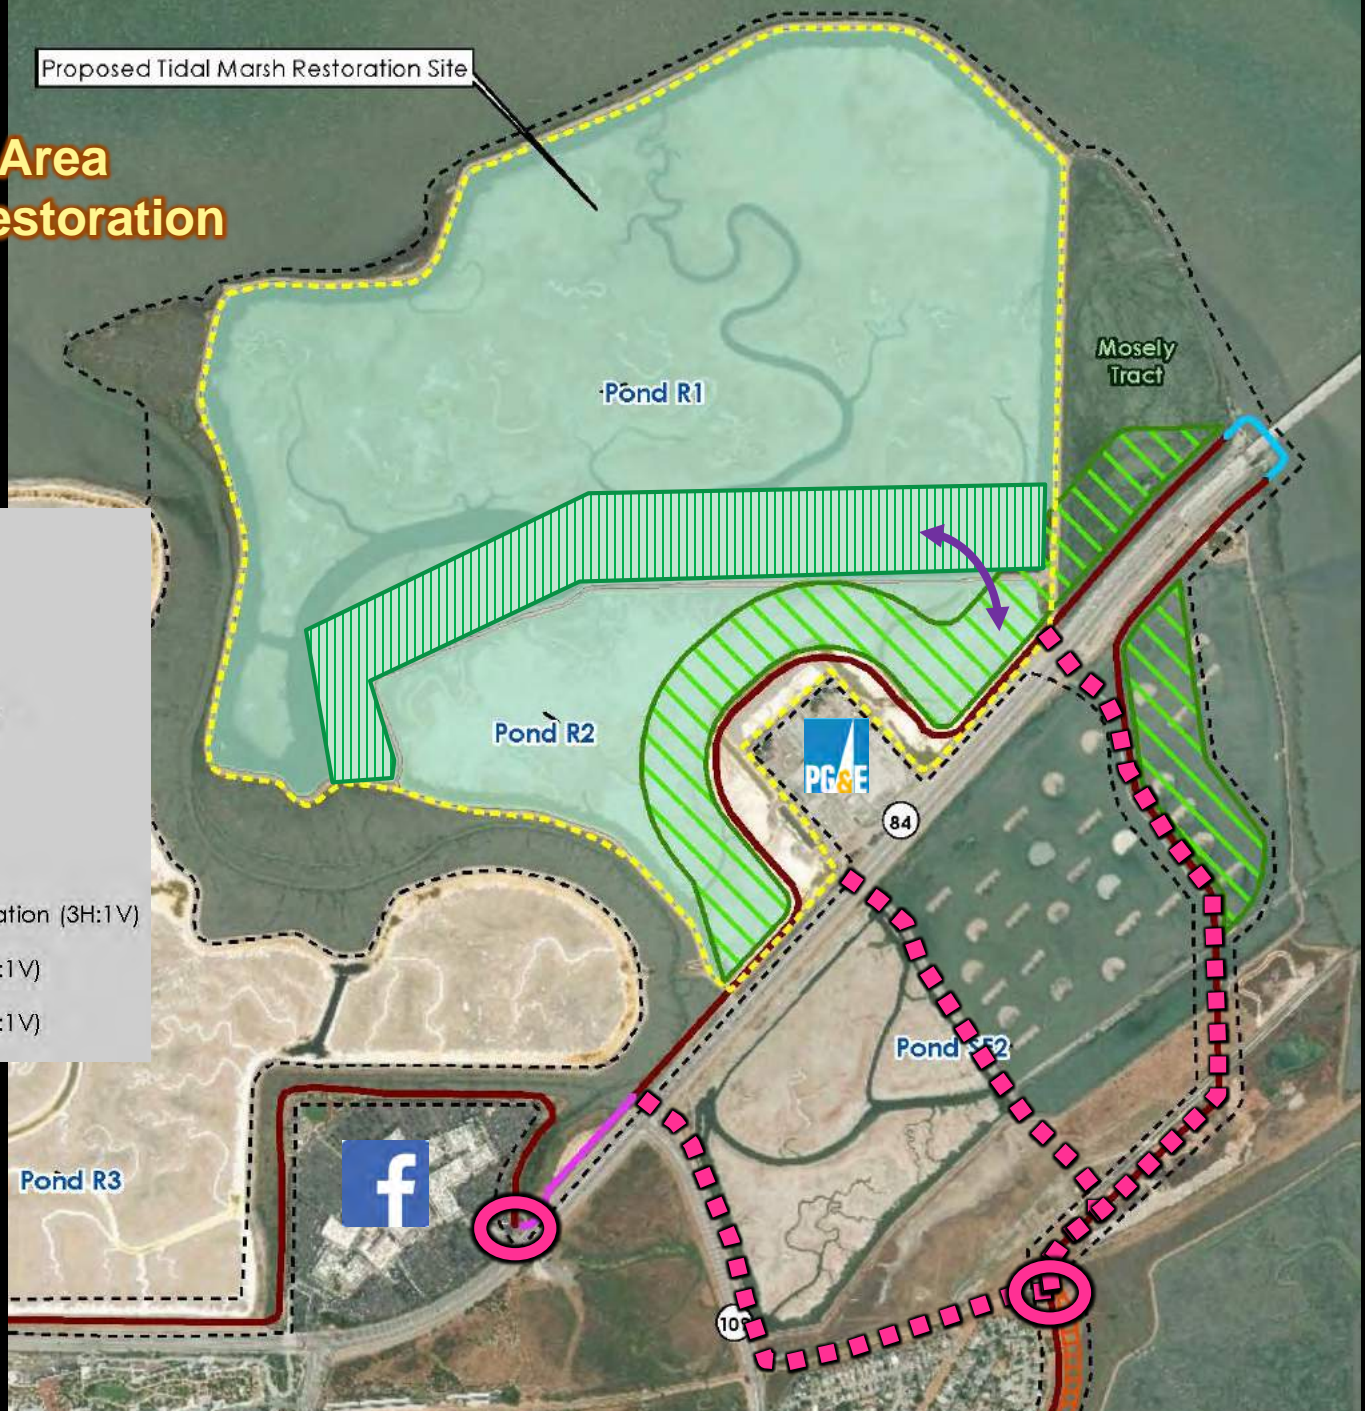 Proposed Tidal Marsh Restoration Site
Area
estoration
Mosely
Tract
Pond R1
Pond R2
PG&E
84
ation (3H:1V)
:1V)
:1V)
Pond
Pond R3
f